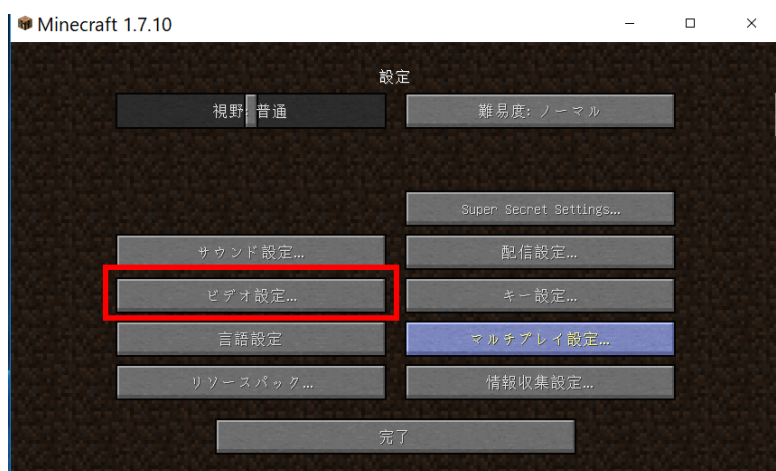 Minecraft 1.7.10
設定
視野: 普通
難易度: ノーマル
Super Secret Settings...
サウンド設定...
配信設定...
ビデオ設定...
キー設定...
言語設定
マルチプレイ設定...
リソースパック...
情報収集設定...
完了